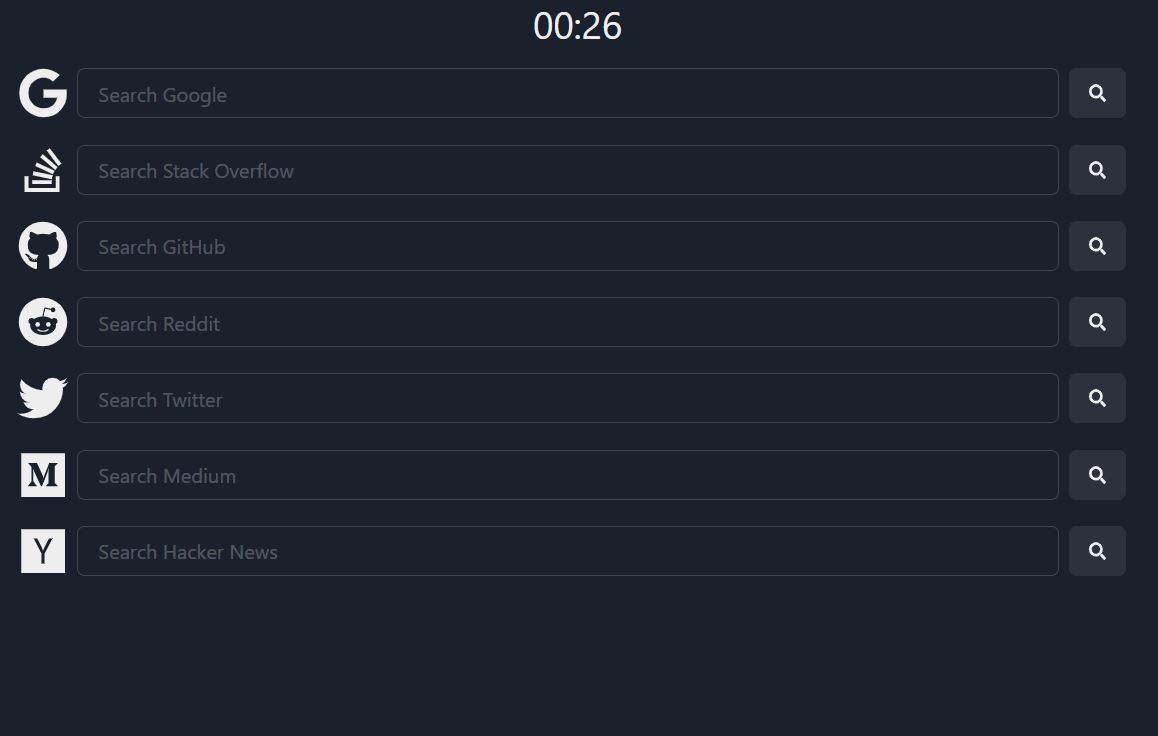 00:26
Search Google
Search Stack Overflow
Search GitHub
Search Reddit
Search Twitter
Search Medium
Search Hacker News